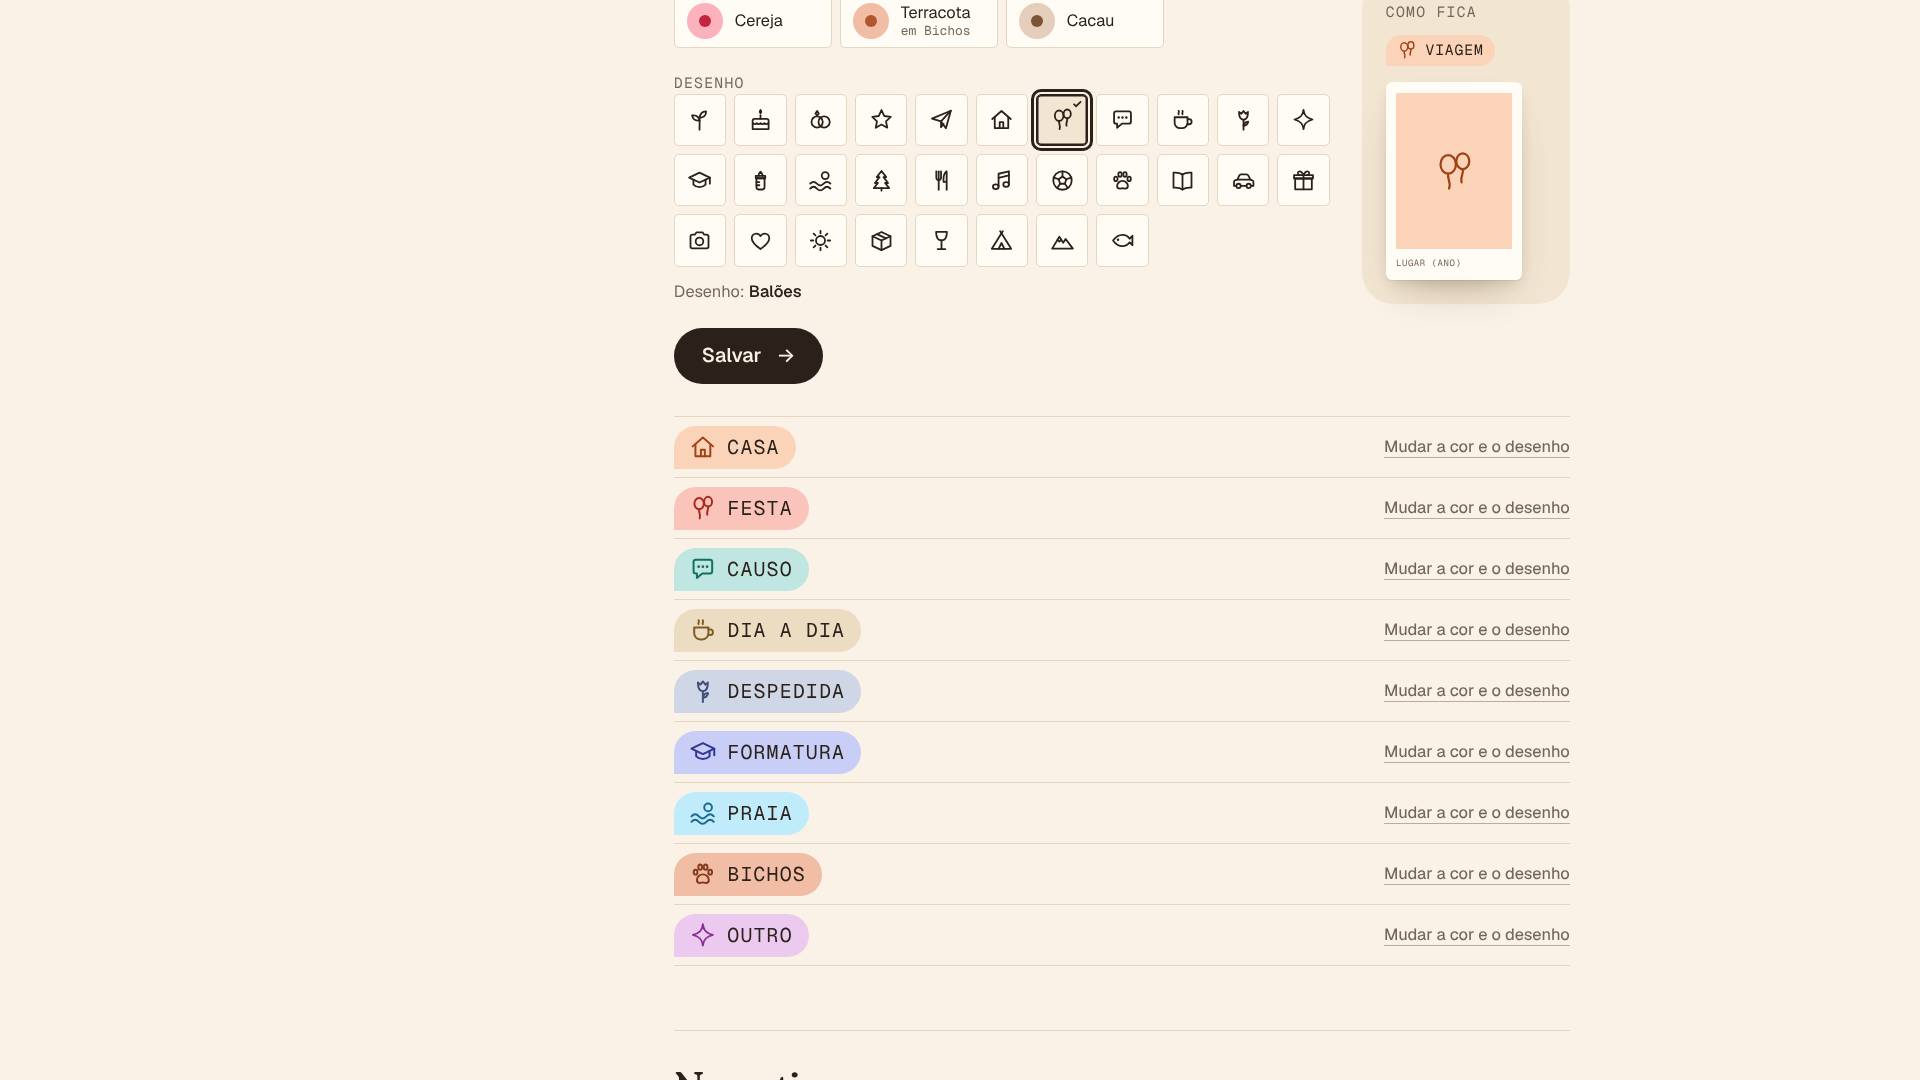 Cereja
Terracota
em Bichos
Cacau
COMO FICA
VIAGEM
LUGAR (ANO)
DESENHO
Desenho: Balões
Salvar
CASA
Mudar a cor e o desenho
FESTA
Mudar a cor e o desenho
CAUSO
Mudar a cor e o desenho
DIA A DIA
Mudar a cor e o desenho
DESPEDIDA
Mudar a cor e o desenho
FORMATURA
Mudar a cor e o desenho
PRAIA
Mudar a cor e o desenho
BICHOS
Mudar a cor e o desenho
OUTRO
Mudar a cor e o desenho